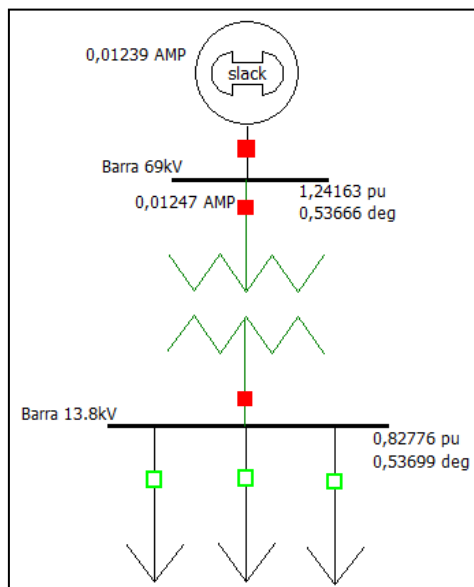 0,01239 AMP
slack
Barra 69kV
0,01247 AMP
1,24163 pu
0,53666 deg
Barra 13.8kV
0,82776 pu
0,53699 deg